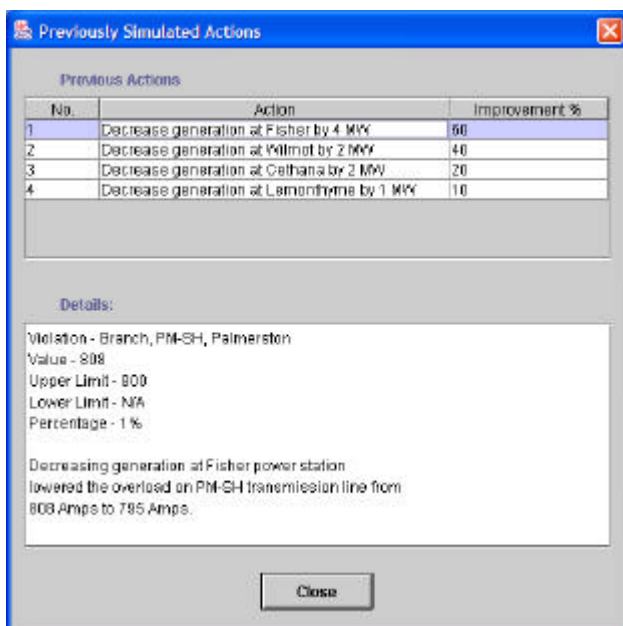 Previously Simulated Actions
Previous Actions
No. Action Improvement %
1 Decrease generation at Fisher by 4 MW 60
2 Decrease generation at Wilmot by 2 MW 40
3 Decrease generation at Cethana by 2 MW 20
4 Decrease generation at Lemonthyme by 1 MW 10
Details:
Violation - Branch, PM-SH, Palmerston
Value - 808
Upper Limit - 800
Lower Limit - N/A
Percentage - 1%
Decreasing generation at Fisher power station
lowered the overload on PM-SH transmission line from
808 Amps to 795 Amps.
Close